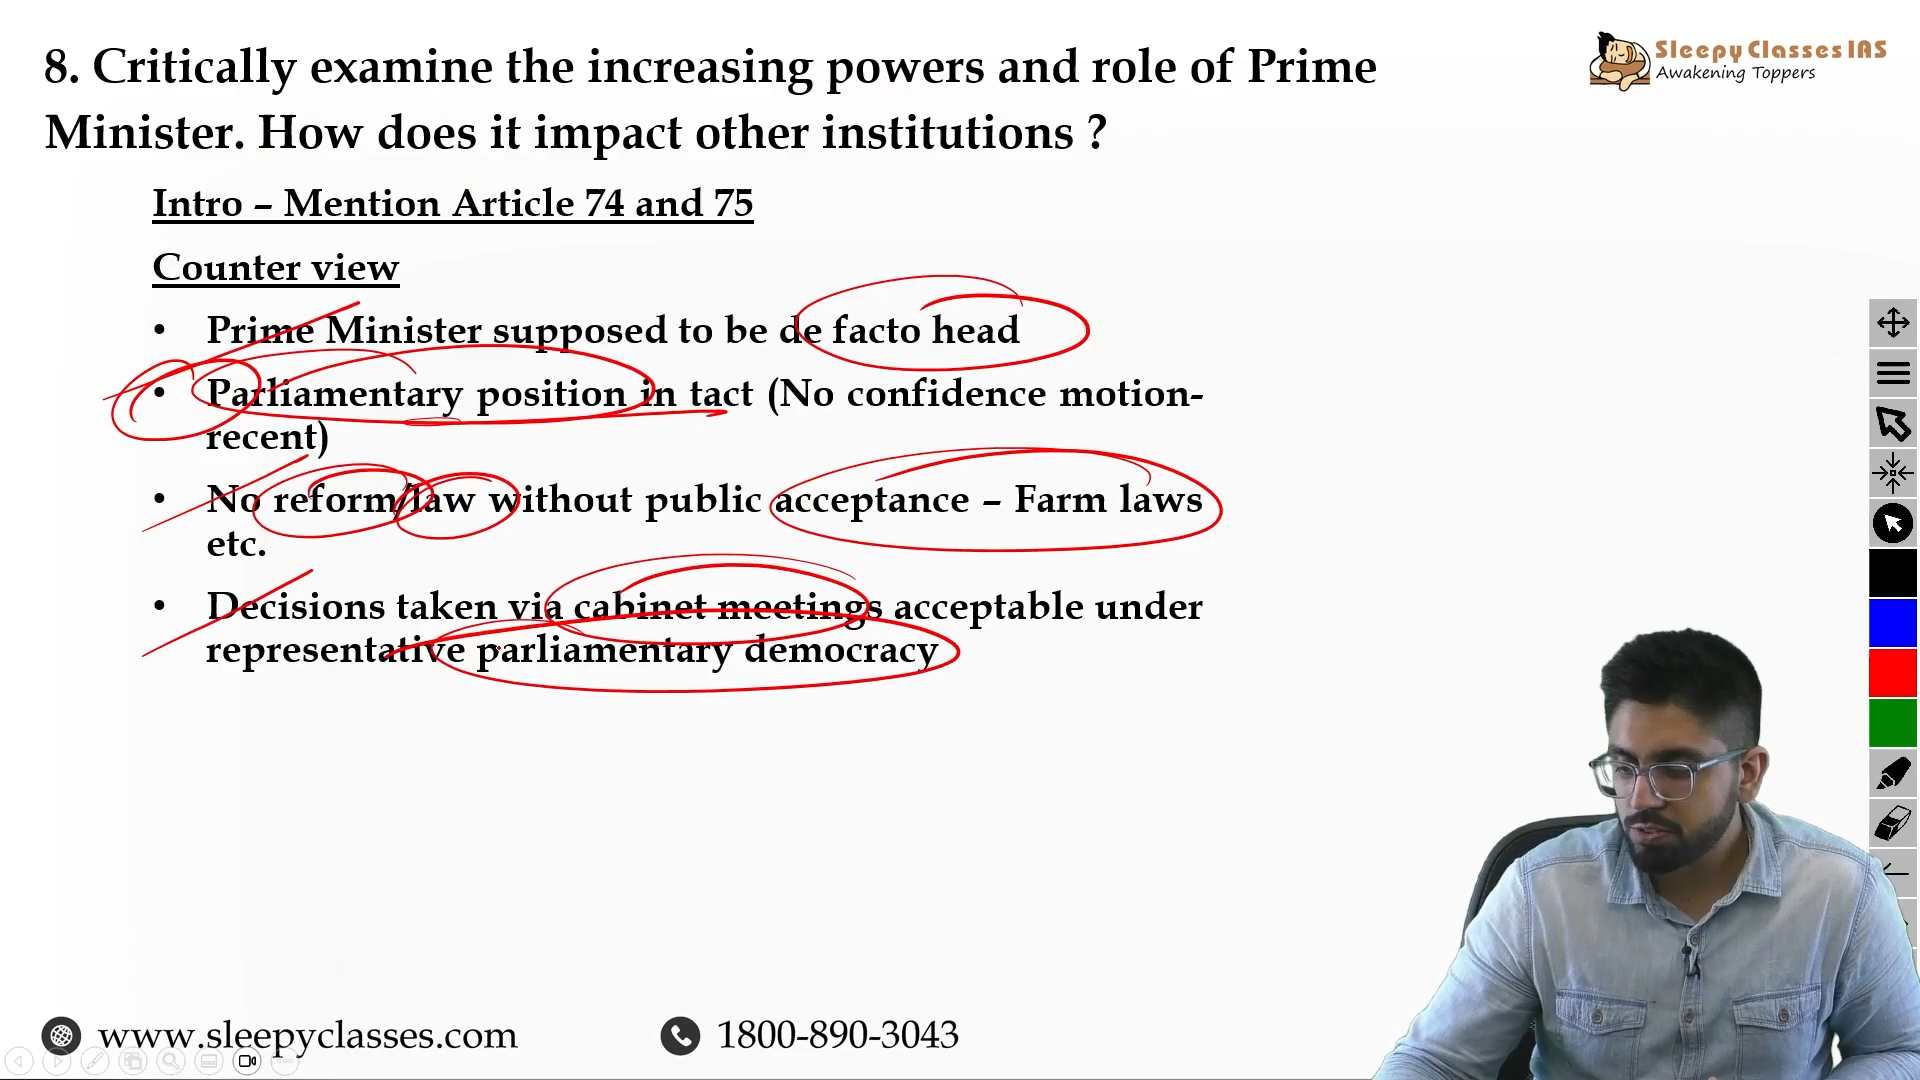 8. Critically examine the increasing powers and role of Prime
Minister. How does it impact other institutions ?
Sleepy Classes IAS
Awakening Toppers
Intro – Mention Article 74 and 75
Counter view
• Prime Minister supposed to be de facto head
• Parliamentary position in tact (No confidence motion-
recent)
• No reform/law without public acceptance – Farm laws
etc.
• Decisions taken via cabinet meetings acceptable under
representative parliamentary democracy
www.sleepyclasses.com
1800-890-3043